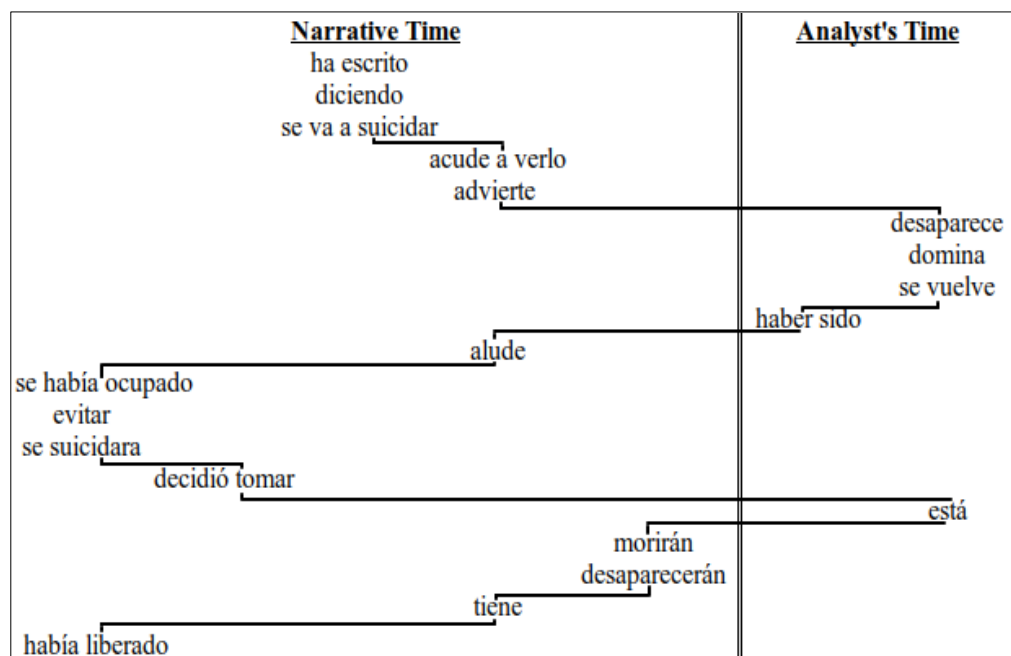 Narrative Time Analyst's Time
ha escrito
diciendo
se va a suicidar
acude a verlo
advierte
desaparece
domina
se vuelve
haber sido
alude
se había ocupado
evitar
se suicidara
decidió tomar
está
morirán
desaparecerán
tiene
había liberado